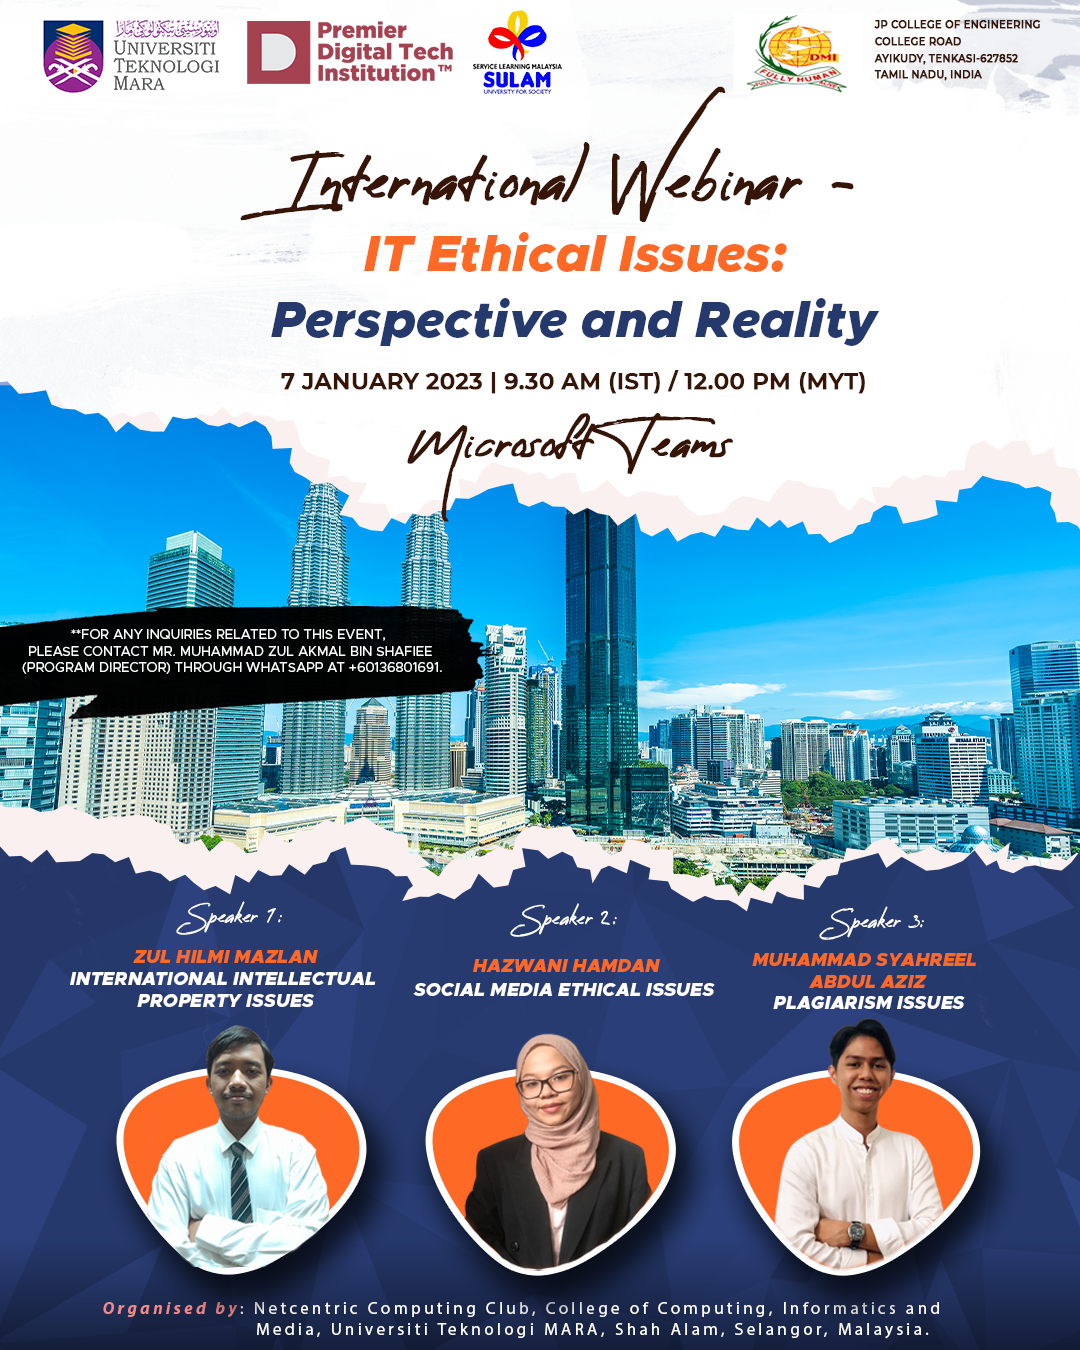 UNIVERSITI
TEKNOLOGI
MARA
Premier
Digital Tech
Institution™
SERVICE LEARNING MALAYSIA
SULAM
UNIVERSITY FOR SOCIETY
DMI
FULLY HUMAN
JP COLLEGE OF ENGINEERING
COLLEGE ROAD
AYIKUDY, TENKASI-627852
TAMIL NADU, INDIA
International Webinar -
IT Ethical Issues:
Perspective and Reality
7 JANUARY 2023 | 9.30 AM (IST) / 12.00 PM (MYT)
Microsoft Teams
**FOR ANY INQUIRIES RELATED TO THIS EVENT,
PLEASE CONTACT MR. MUHAMMAD ZUL AKMAL BIN SHAFIEE
(PROGRAM DIRECTOR) THROUGH WHATSAPP AT +60136801691.
Speaker 1:
ZUL HILMI MAZLAN
INTERNATIONAL INTELLECTUAL
PROPERTY ISSUES
Speaker 2:
HAZWANI HAMDAN
SOCIAL MEDIA ETHICAL ISSUES
Speaker 3:
MUHAMMAD SYAHREEL
ABDUL AZIZ
PLAGIARISM ISSUES
Organised by: Netcentric Computing Club, College of Computing, Informatics and
Media, Universiti Teknologi MARA, Shah Alam, Selangor, Malaysia.